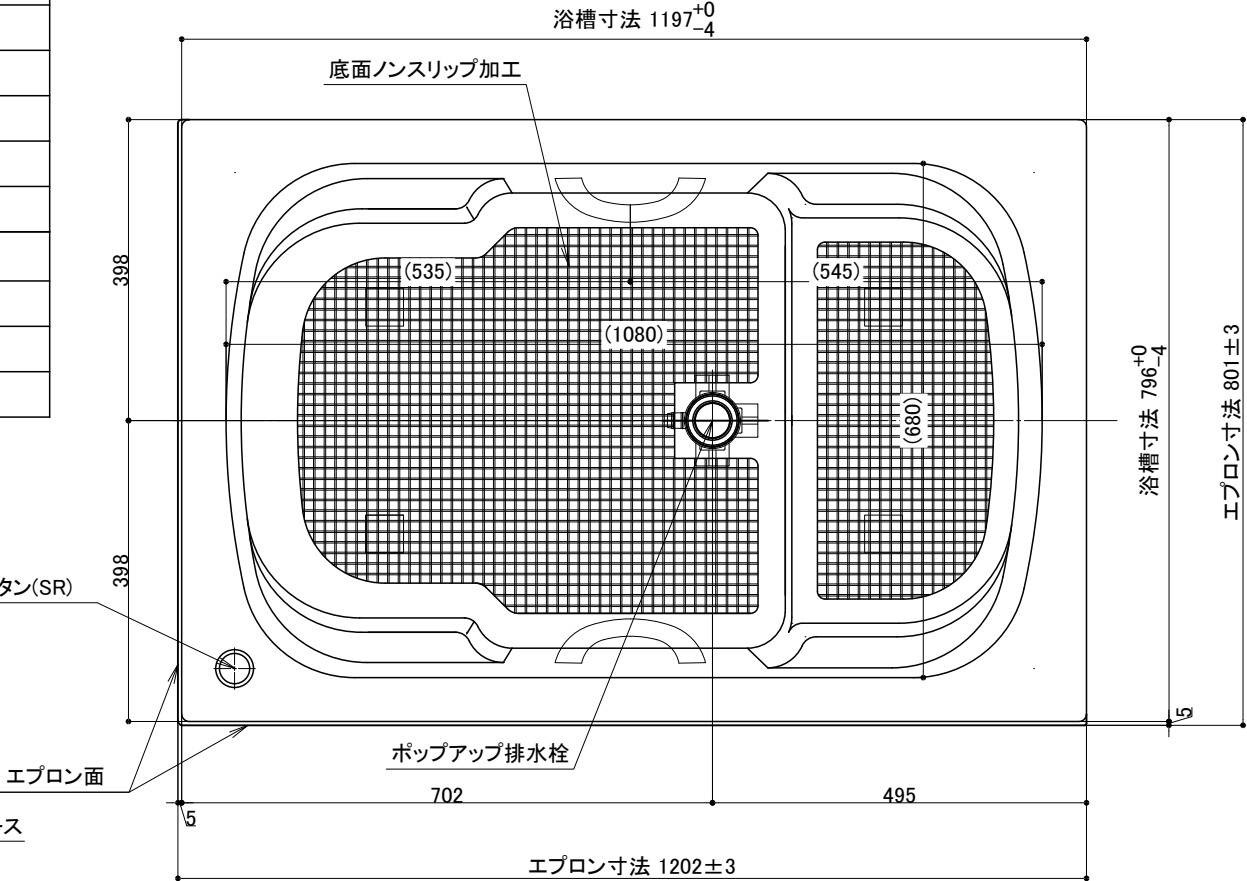 浴槽寸法 1197+0 -4
底面ノンスリップ加工
398
(535)
(545)
(1080)
浴槽寸法 796+0 -4
エプロン寸法 801±3
(680)
398
タン(SR)
5
ポップアップ排水栓
エプロン面
702
495
5
ース
エプロン寸法 1202±3